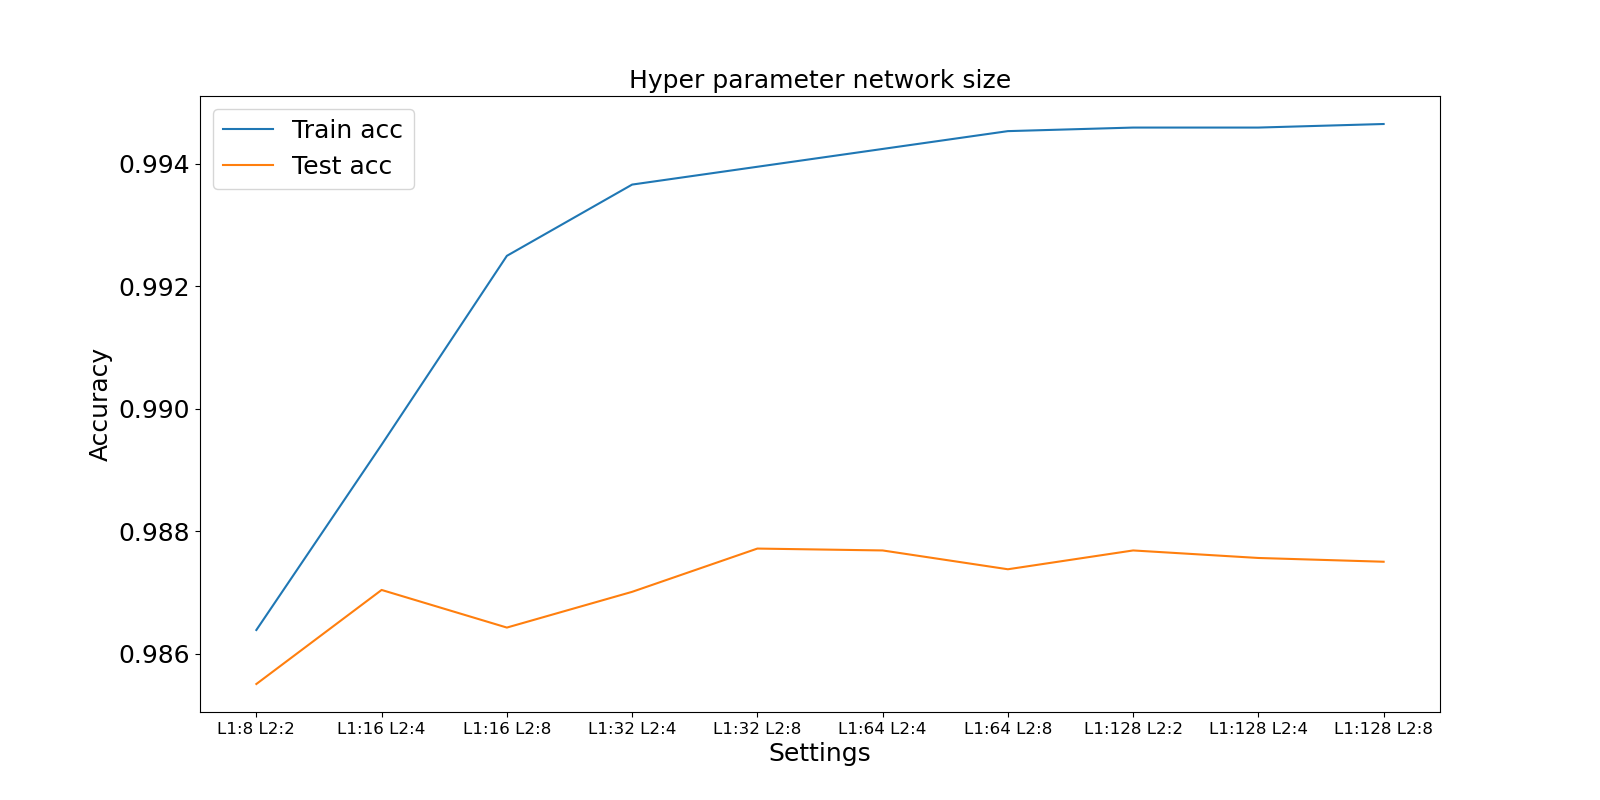 Hyper parameter network size
Train acc
Test acc
0.994
0.992
0.990
0.988
0.986
Accuracy
L1:8 L2:2 L1:16 L2:4 L1:16 L2:8 L1:32 L2:4 L1:32 L2:8 L1:64 L2:4 L1:64 L2:8 L1:128 L2:2 L1:128 L2:4 L1:128 L2:8
Settings